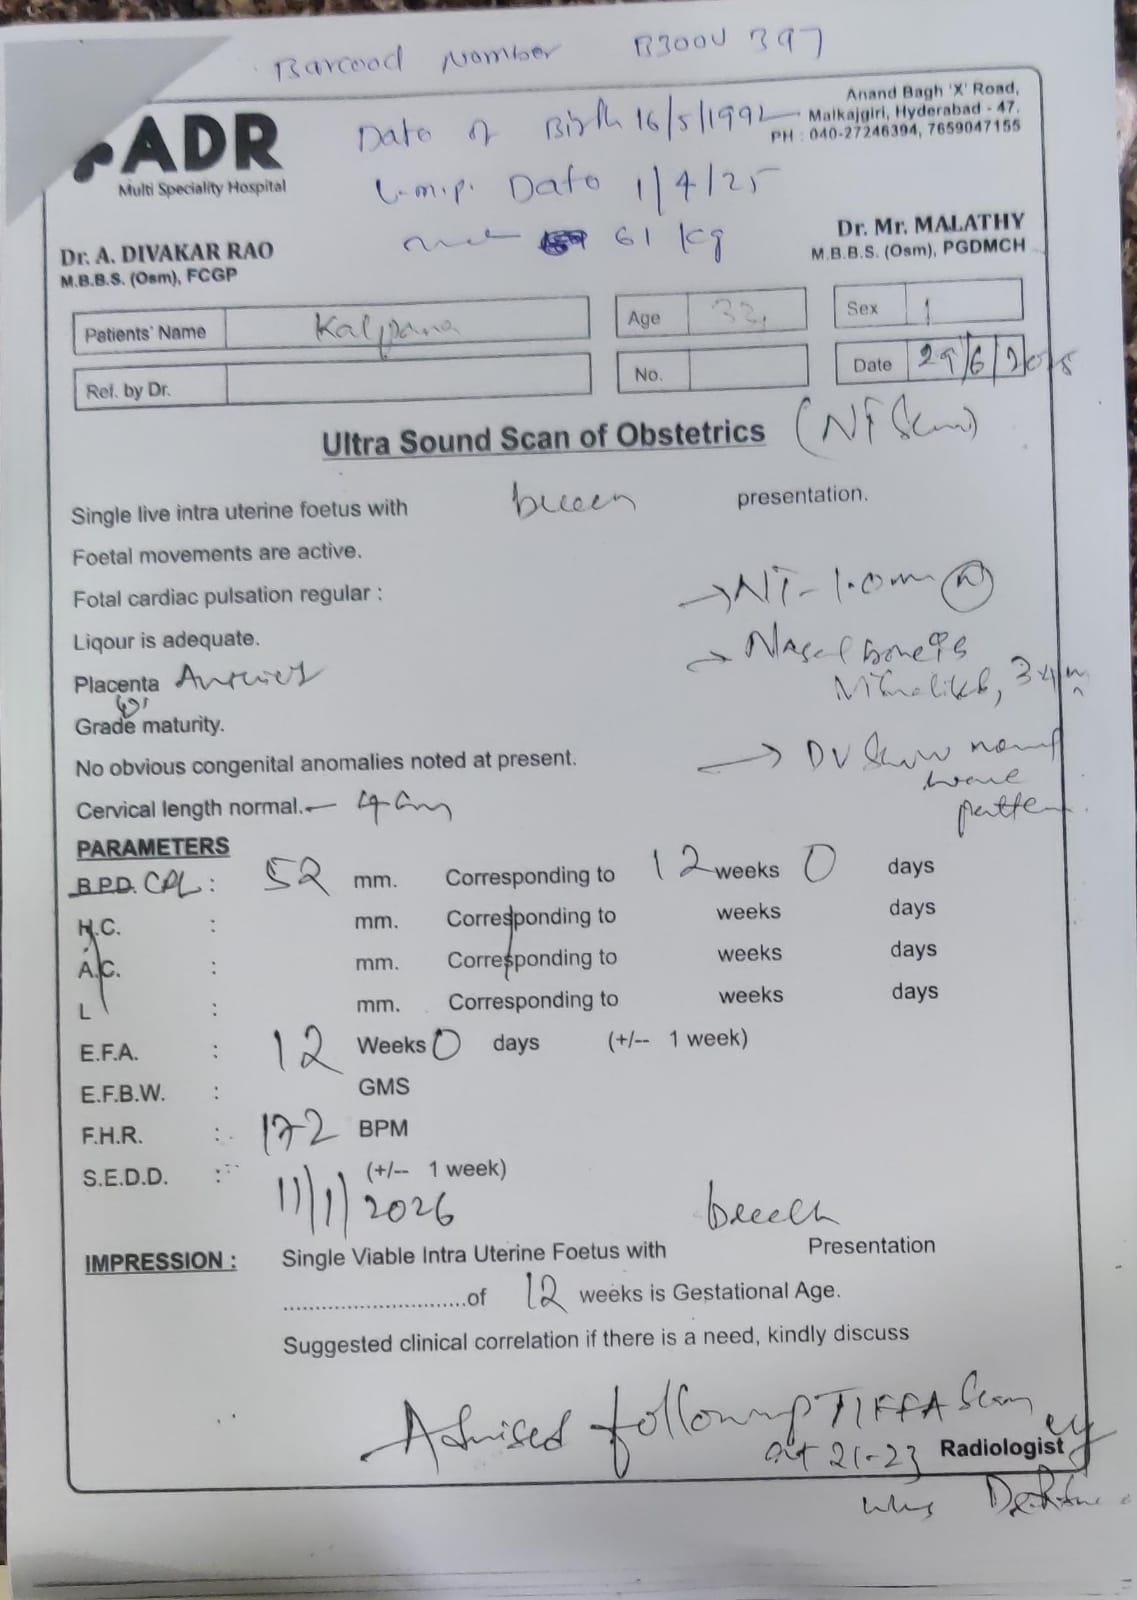 Barcood Nomber B300U397
ADR
Multi Speciality Hospital
Anand Bagh 'X' Road,
Malkajgiri, Hyderabad - 47.
PH : 040-27246394, 7659047155
Dato of Birth 16/5/1992
L.m.p. Dato 1/4/25
61 kg
Dr. A. DIVAKAR RAO
M.B.B.S. (Osm), FCGP
Dr. Mr. MALATHY
M.B.B.S. (Osm), PGDMCH
Patients' Name Kalpana Age 32 Sex
Ref. by Dr. No. Date 29/6/2025
Ultra Sound Scan of Obstetrics (NT Scan)
Single live intra uterine foetus with breech presentation.
Foetal movements are active.
Fotal cardiac pulsation regular :
→ NT - 1.0mm (N)
Liqour is adequate.
→ Nasal bone is
Placenta Anterior
3.4mm
Grade maturity.
No obvious congenital anomalies noted at present.
→ DV Show normal
wave
pattern.
Cervical length normal. - 4 cm
PARAMETERS
B.P.D. CRL : 52 mm. Corresponding to 12 weeks 0 days
H.C. : mm. Corresponding to weeks days
A.C. : mm. Corresponding to weeks days
L : mm. Corresponding to weeks days
E.F.A. : 12 Weeks 0 days (+/-- 1 week)
E.F.B.W. : GMS
F.H.R. : 172 BPM
S.E.D.D. : (+/-- 1 week)
11/1/2026
IMPRESSION : Single Viable Intra Uterine Foetus with breech Presentation
..............................of 12 weeks is Gestational Age.
Suggested clinical correlation if there is a need, kindly discuss
Advised followup TIFFA Scan
at 21-23 Radiologist
wks